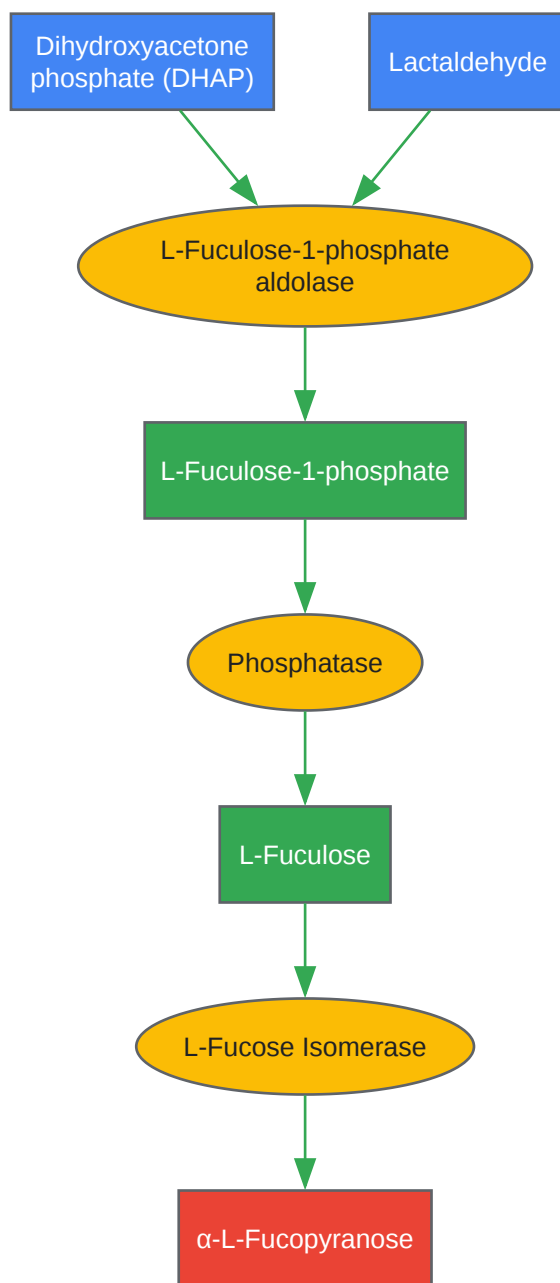 Dihydroxyacetone
phosphate (DHAP)
Lactaldehyde
L-Fuculose-1-phosphate
aldolase
L-Fuculose-1-phosphate
Phosphatase
L-Fuculose
L-Fucose Isomerase
α-L-Fucopyranose